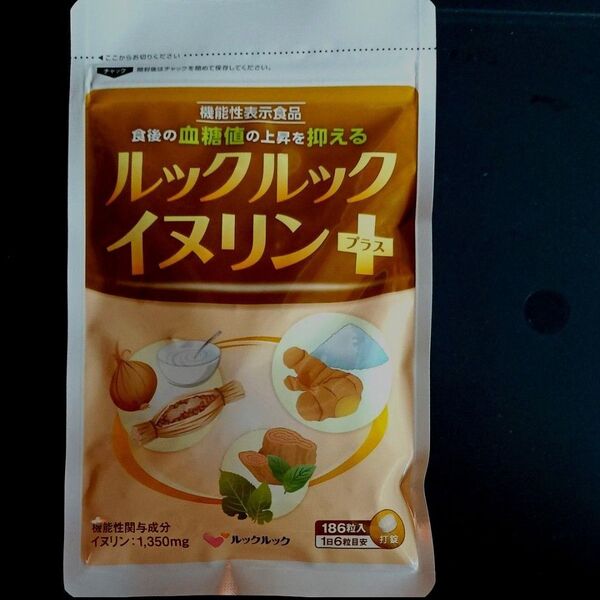 ここからお切りください
チャック
開封後はチャックを閉めて保存してください。
機能性表示食品
食後の血糖値の上昇を抑える
ルックルック
イヌリン
プラス
機能性関与成分
イヌリン:1,350mg
ルックルック
186粒入
1日6粒目安
打錠